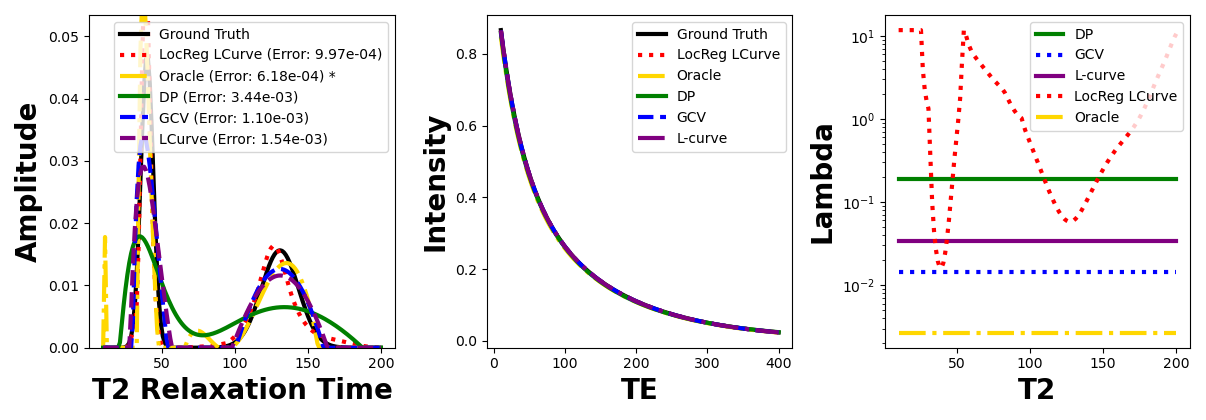 0.05
0.04
0.03
0.02
0.01
0.00
Amplitude
Ground Truth
LocReg LCurve (Error: 9.97e-04)
Oracle (Error: 6.18e-04) *
DP (Error: 3.44e-03)
GCV (Error: 1.10e-03)
LCurve (Error: 1.54e-03)
50
100
150
200
T2 Relaxation Time
0.8
0.6
0.4
0.2
0.0
Intensity
Ground Truth
LocReg LCurve
Oracle
DP
GCV
L-curve
0
100
200
300
400
TE
10¹
10⁰
10⁻¹
10⁻²
Lambda
DP
GCV
L-curve
LocReg LCurve
Oracle
50
100
150
200
T2